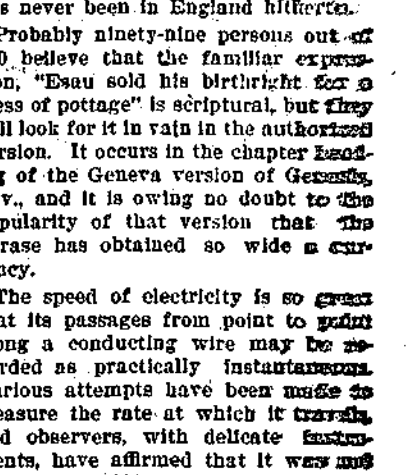 s never been in England hitherto.
Probably ninety-nine persons out of
0 believe that the familiar expres-
on, "Esau sold his birthright for a
ess of pottage" is scriptural, but they
ll look for it in vain in the authorized
rsion. It occurs in the chapter head-
g of the Geneva version of Genesis,
v., and it is owing no doubt to the
pularity of that version that the
rase has obtained so wide a cur-
ncy.
The speed of electricity is so great
at its passages from point to point
ong a conducting wire may be re-
rded as practically instantaneous.
arious attempts have been made to
easure the rate at which it travels,
d observers, with delicate instru-
ents, have affirmed that it was not